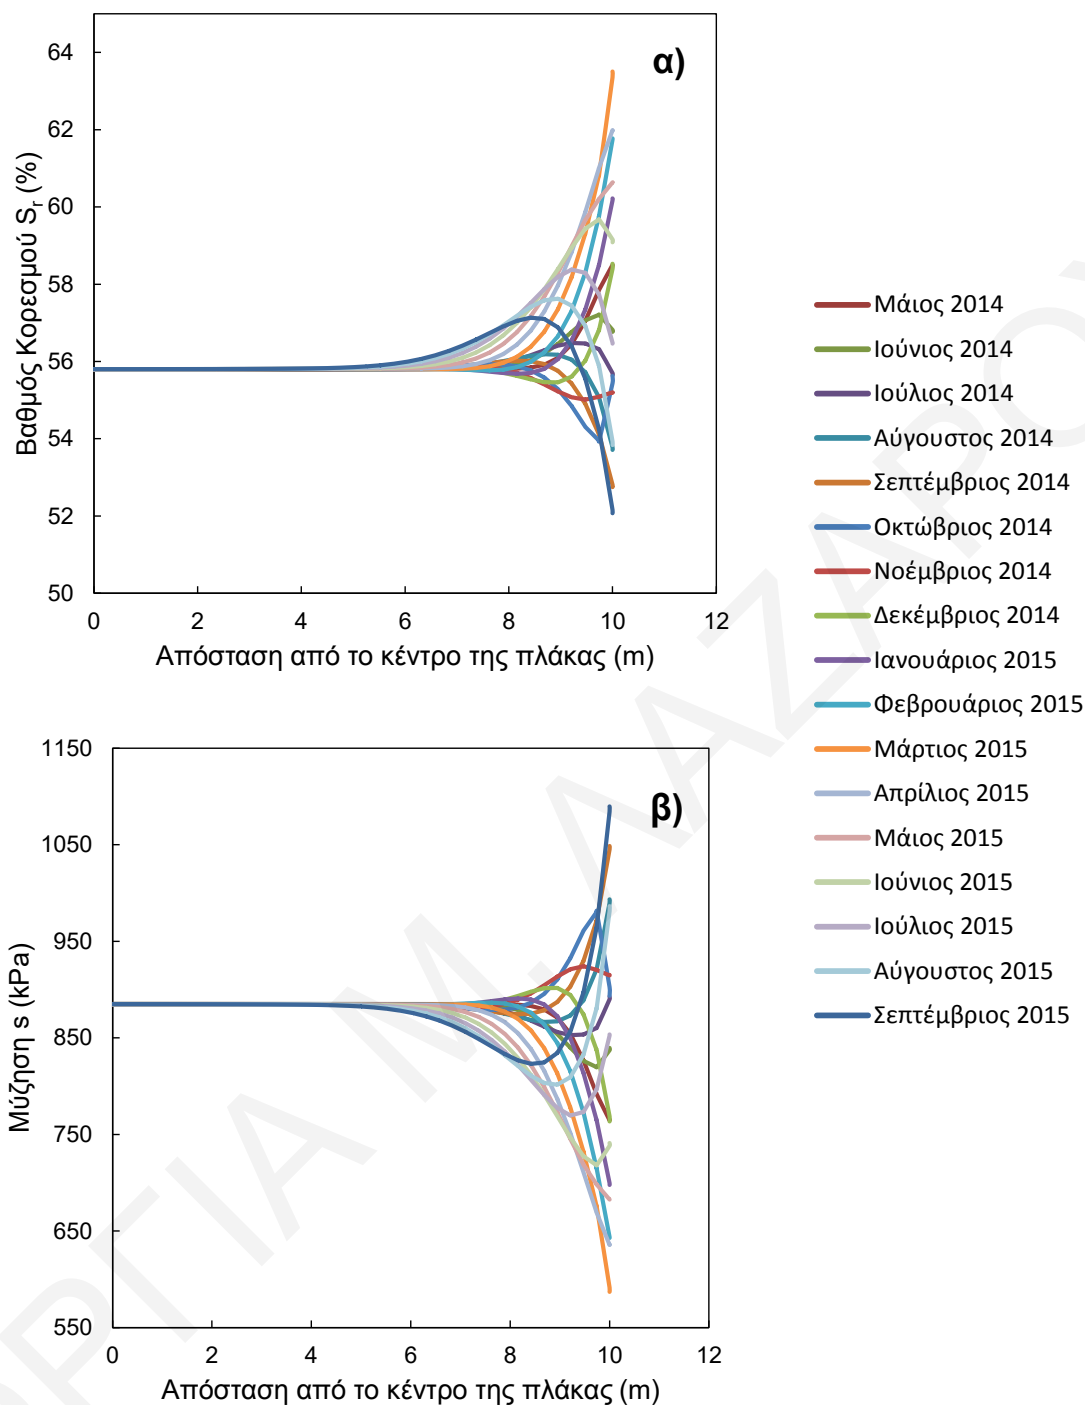 α)
64
62
60
58
56
54
52
50
Βαθμός Κορεσμού Sr (%)
0 2 4 6 8 10 12
Απόσταση από το κέντρο της πλάκας (m)
Μάιος 2014
Ιούνιος 2014
Ιούλιος 2014
Αύγουστος 2014
Σεπτέμβριος 2014
Οκτώβριος 2014
Νοέμβριος 2014
Δεκέμβριος 2014
Ιανουάριος 2015
Φεβρουάριος 2015
Μάρτιος 2015
Απρίλιος 2015
Μάιος 2015
Ιούνιος 2015
Ιούλιος 2015
Αύγουστος 2015
Σεπτέμβριος 2015
β)
1150
1050
950
850
750
650
550
Μύζηση s (kPa)
0 2 4 6 8 10 12
Απόσταση από το κέντρο της πλάκας (m)